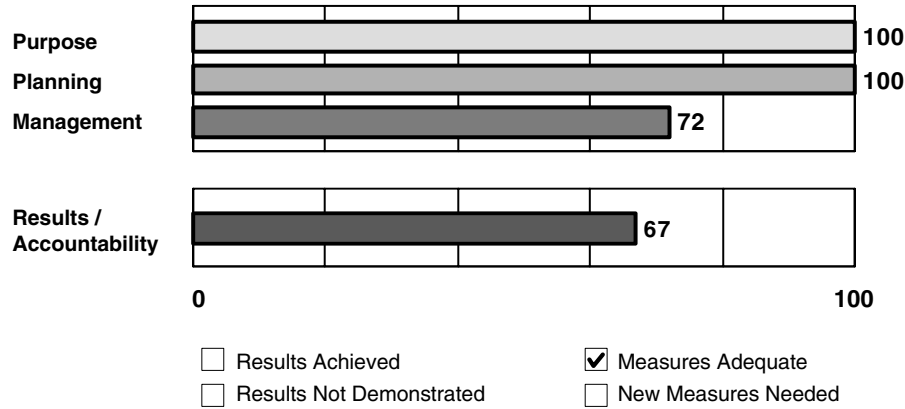 Purpose 100
Planning 100
Management 72
Results /
Accountability 67
0 100
Results Achieved Measures Adequate
Results Not Demonstrated New Measures Needed